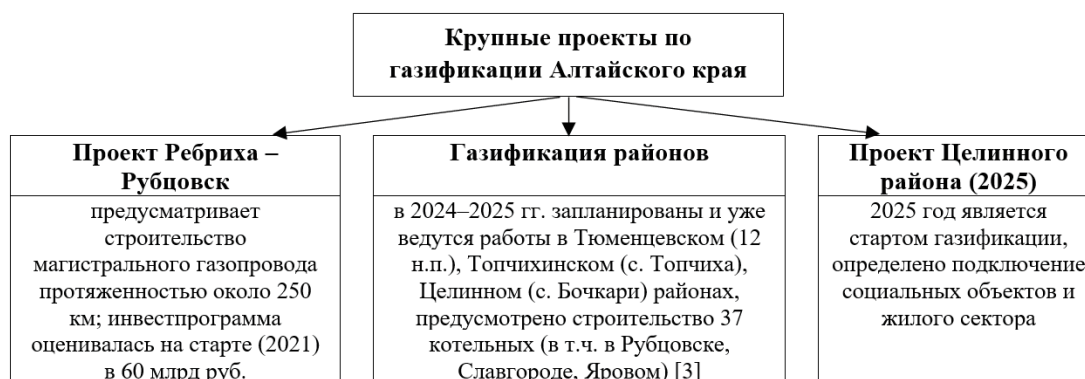 Крупные проекты по
газификации Алтайского края
Проект Ребриха –
Рубцовск
предусматривает
строительство
магистрального газопровода
протяженностью около 250
км; инвестпрограмма
оценивалась на старте (2021)
в 60 млрд руб.
Газификация районов
в 2024–2025 гг. запланированы и уже
ведутся работы в Тюменцевском (12
н.п.), Топчихинском (с. Топчиха),
Целинном (с. Бочкари) районах,
предусмотрено строительство 37
котельных (в т.ч. в Рубцовске,
Славгороде, Яровом) [3]
Проект Целинного
района (2025)
2025 год является
стартом газификации,
определено подключение
социальных объектов и
жилого сектора